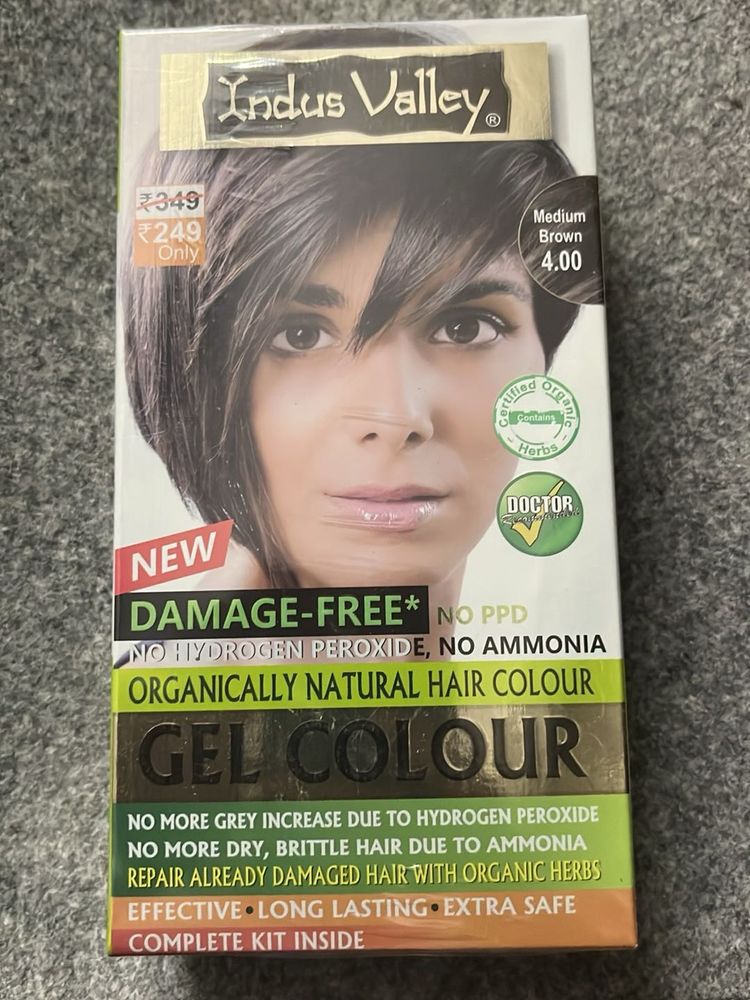 Indus Valley®
₹349
₹249
Only
Medium
Brown
4.00
Certified Organic
Contains
Herbs
DOCTOR
Recommended
NEW
DAMAGE-FREE* NO PPD
NO HYDROGEN PEROXIDE, NO AMMONIA
ORGANICALLY NATURAL HAIR COLOUR
GEL COLOUR
NO MORE GREY INCREASE DUE TO HYDROGEN PEROXIDE
NO MORE DRY, BRITTLE HAIR DUE TO AMMONIA
REPAIR ALREADY DAMAGED HAIR WITH ORGANIC HERBS
EFFECTIVE • LONG LASTING • EXTRA SAFE
COMPLETE KIT INSIDE